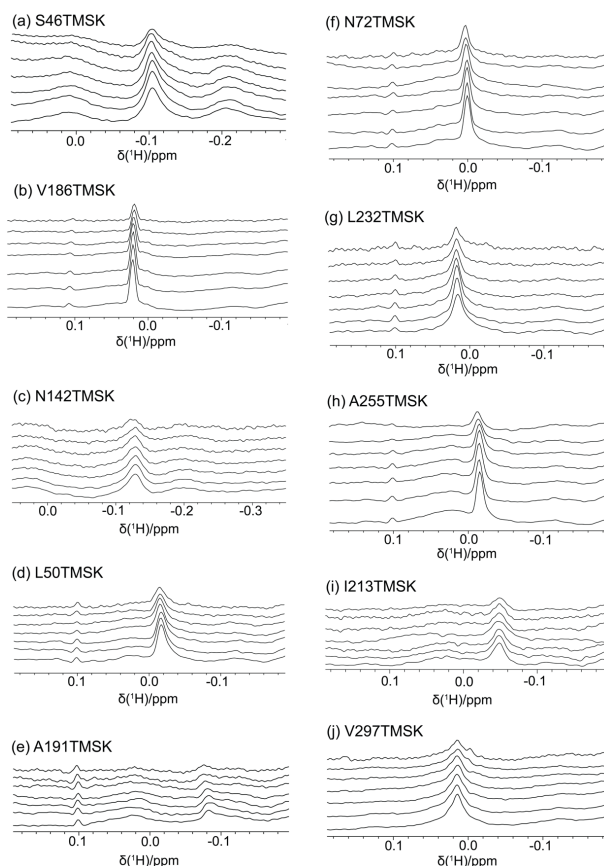 (a) S46TMSK
0.0 -0.1 -0.2
δ(¹H)/ppm
(b) V186TMSK
0.1 0.0 -0.1
δ(¹H)/ppm
(c) N142TMSK
0.0 -0.1 -0.2 -0.3
δ(¹H)/ppm
(d) L50TMSK
0.1 0.0 -0.1
δ(¹H)/ppm
(e) A191TMSK
0.1 0.0 -0.1
δ(¹H)/ppm
(f) N72TMSK
0.1 0.0 -0.1
δ(¹H)/ppm
(g) L232TMSK
0.1 0.0 -0.1
δ(¹H)/ppm
(h) A255TMSK
0.1 0.0 -0.1
δ(¹H)/ppm
(i) I213TMSK
0.1 0.0 -0.1
δ(¹H)/ppm
(j) V297TMSK
0.1 0.0 -0.1
δ(¹H)/ppm